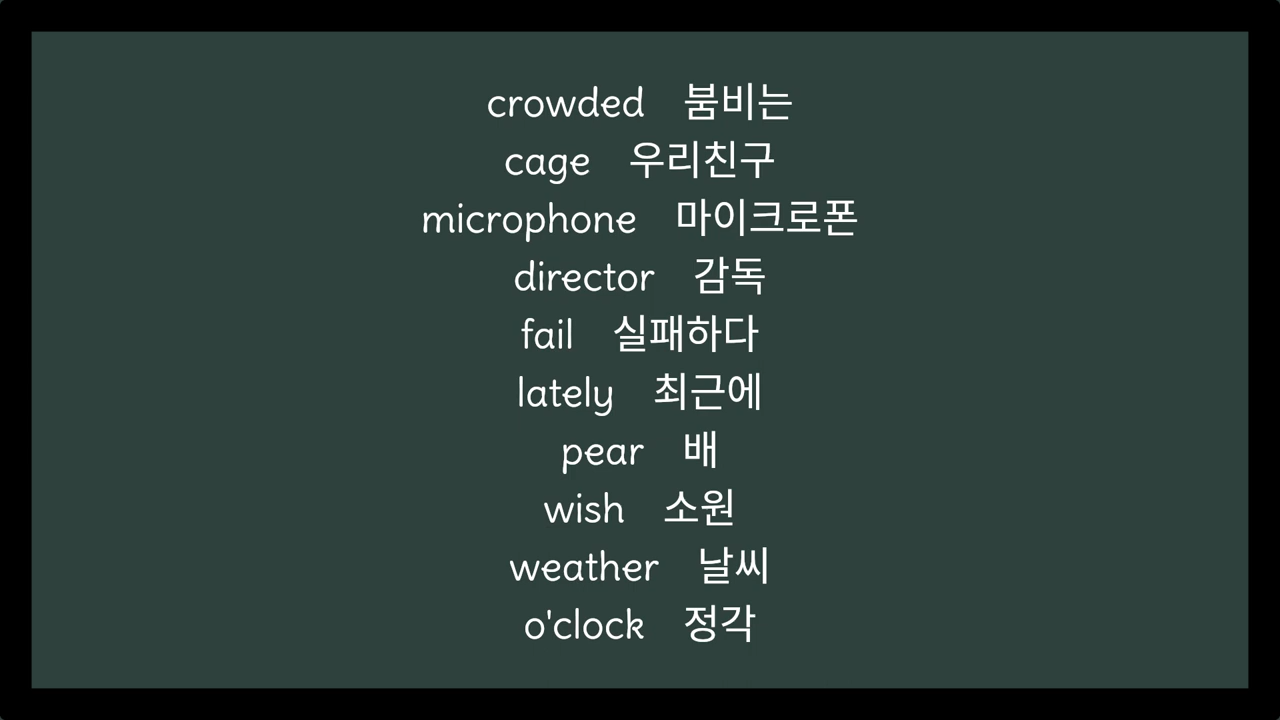 crowded 붐비는
cage 우리친구
microphone 마이크로폰
director 감독
fail 실패하다
lately 최근에
pear 배
wish 소원
weather 날씨
o'clock 정각